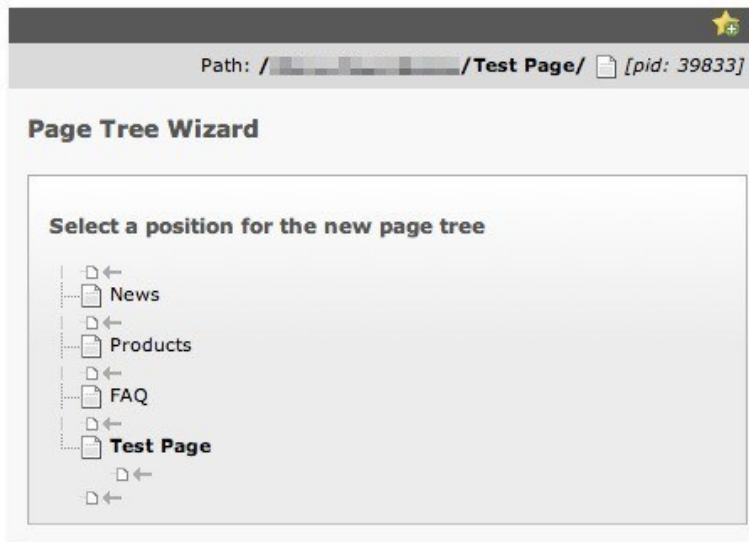 Path: / /Test Page/ [pid: 39833]
Page Tree Wizard
Select a position for the new page tree
News
Products
FAQ
Test Page